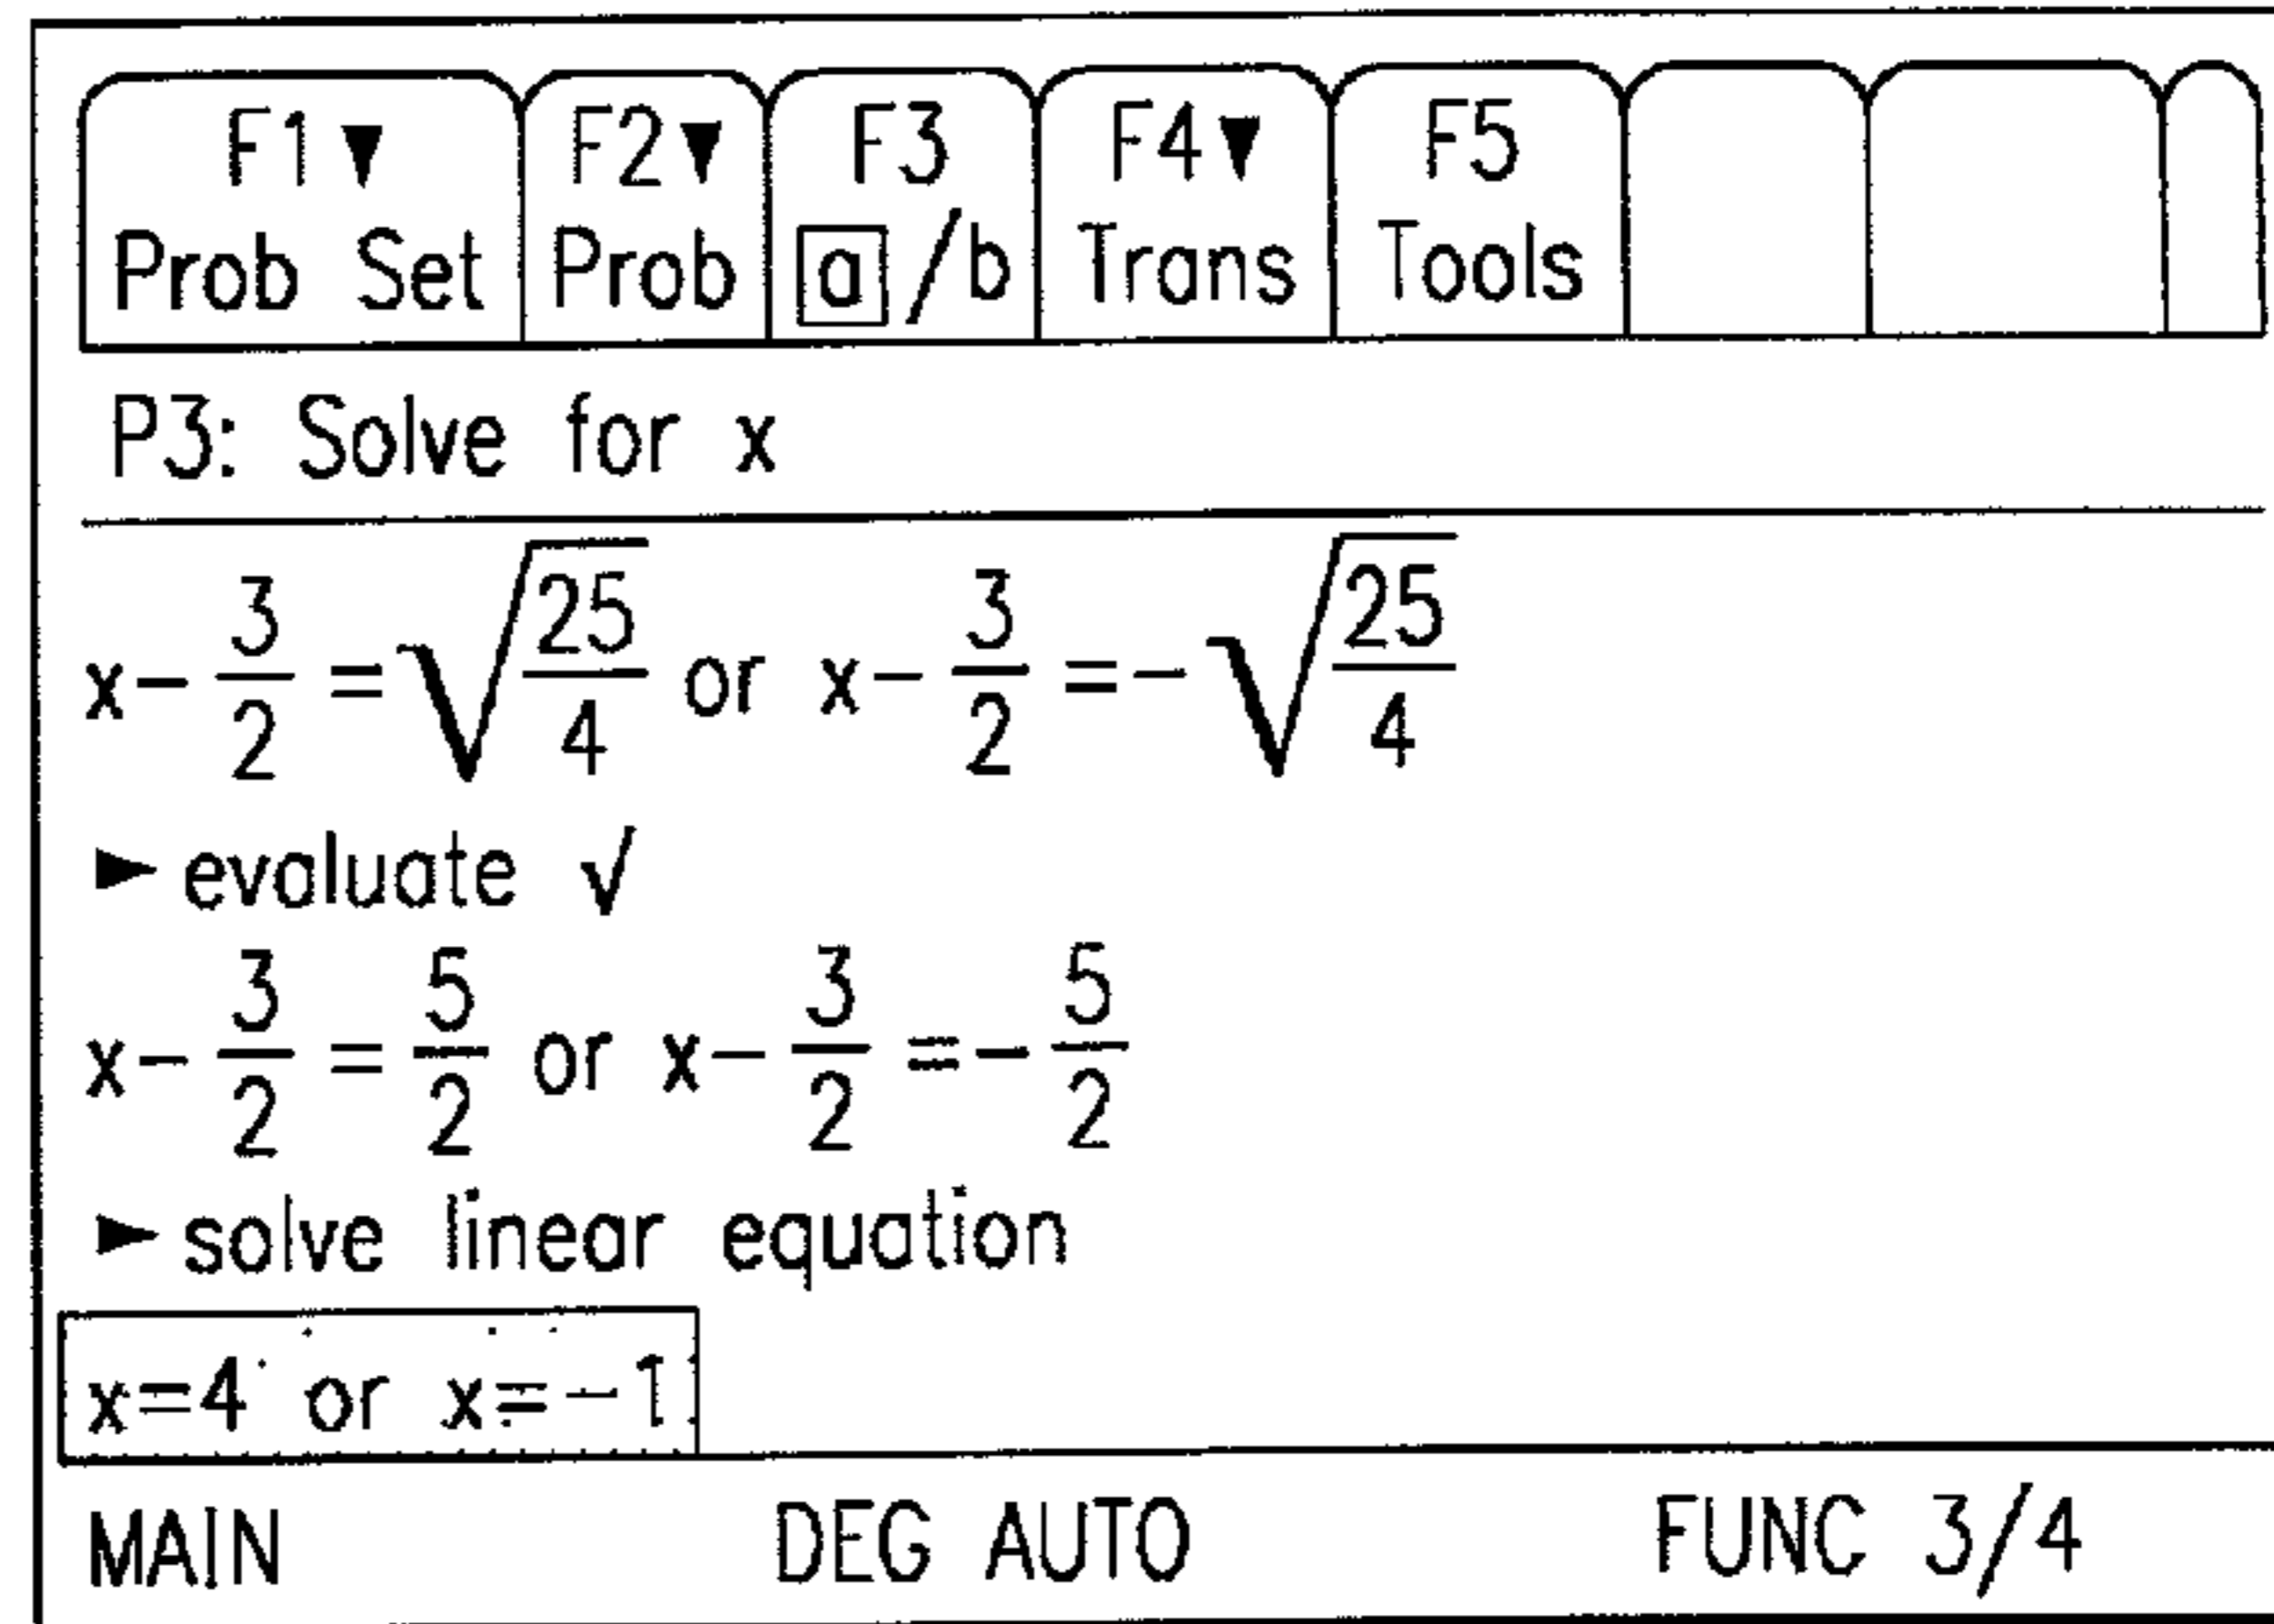 F1 ▼ F2 ▼ F3 F4 ▼ F5
Prob Set Prob a/b Trans Tools
P3: Solve for x
x-3/2=√(25/4) or x-3/2=-√(25/4)
► evaluate √
x-3/2=5/2 or x-3/2=-5/2
► solve linear equation
x=4 or x=-1
MAIN DEG AUTO FUNC 3/4